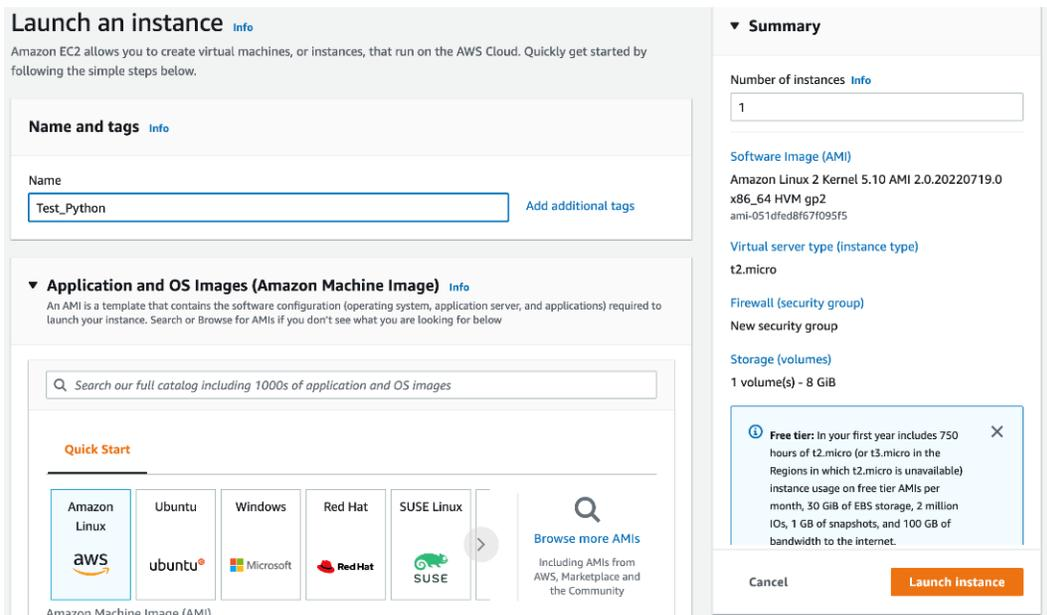 Launch an instance Info
Amazon EC2 allows you to create virtual machines, or instances, that run on the AWS Cloud. Quickly get started by
following the simple steps below.
Name and tags Info
Name
Test_Python
Add additional tags
Application and OS Images (Amazon Machine Image) Info
An AMI is a template that contains the software configuration (operating system, application server, and applications) required to
launch your instance. Search or Browse for AMIs if you don't see what you are looking for below
Search our full catalog including 1000s of application and OS images
Quick Start
Amazon
Linux
aws
Ubuntu
ubuntu
Windows
Microsoft
Red Hat
Red Hat
SUSE Linux
SUSE
Browse more AMIs
Including AMIs from
AWS, Marketplace and
the Community
Amazon Machine Image (AMI)
Summary
Number of instances Info
1
Software Image (AMI)
Amazon Linux 2 Kernel 5.10 AMI 2.0.20220719.0
x86_64 HVM gp2
ami-051dfed8f67f095f5
Virtual server type (instance type)
t2.micro
Firewall (security group)
New security group
Storage (volumes)
1 volume(s) - 8 GiB
Free tier: In your first year includes 750
hours of t2.micro (or t3.micro in the
Regions in which t2.micro is unavailable)
instance usage on free tier AMIs per
month, 30 GiB of EBS storage, 2 million
IOs, 1 GB of snapshots, and 100 GB of
bandwidth to the internet.
Cancel
Launch instance